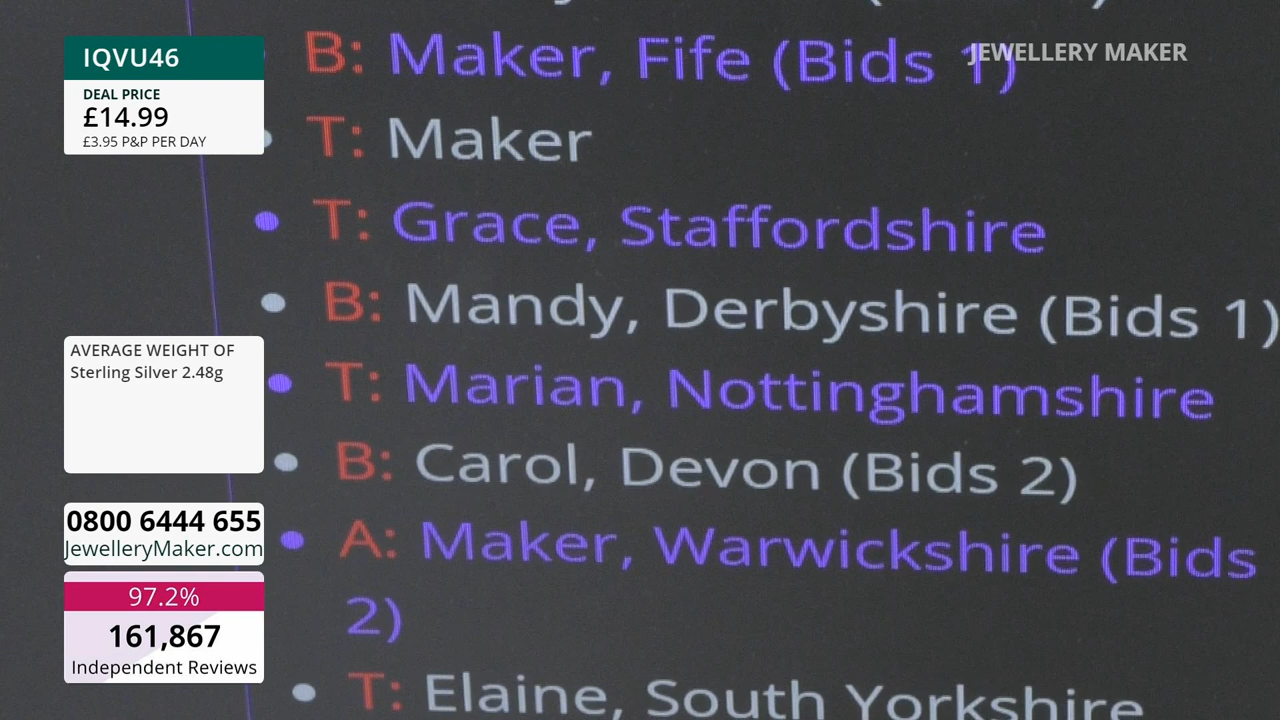 IQVU46
DEAL PRICE
£14.99
£3.95 P&P PER DAY
JEWELLERY MAKER
B: Maker, Fife (Bids 1)
T: Maker
T: Grace, Staffordshire
B: Mandy, Derbyshire (Bids 1)
T: Marian, Nottinghamshire
B: Carol, Devon (Bids 2)
A: Maker, Warwickshire (Bids
2)
T: Elaine, South Yorkshire
AVERAGE WEIGHT OF
Sterling Silver 2.48g
0800 6444 655
JewelleryMaker.com
97.2%
161,867
Independent Reviews